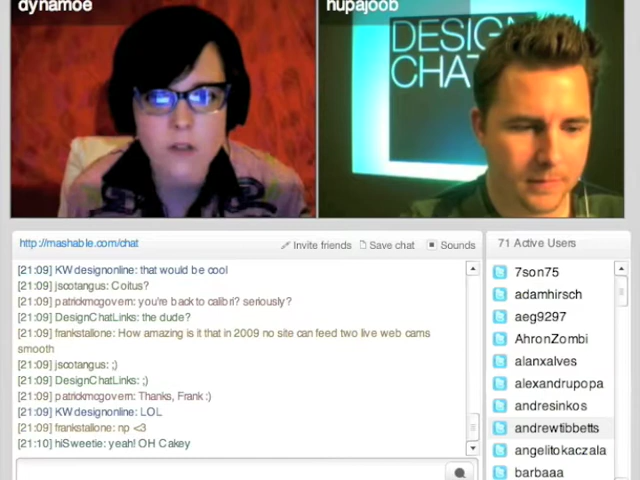 dynamoe
hupajoob
DESIGN
CHAT
http://mashable.com/chat
Invite friends
Save chat
Sounds
71 Active Users
[21:09] KWdesignonline: that would be cool
[21:09] jscotangus: Coitus?
[21:09] patrickmcgovern: you're back to calibri? seriously?
[21:09] DesignChatLinks: the dude?
[21:09] frankstallone: How amazing is it that in 2009 no site can feed two live web cams
smooth
[21:09] jscotangus: ;)
[21:09] DesignChatLinks: ;)
[21:09] patrickmcgovern: Thanks, Frank :)
[21:09] KWdesignonline: LOL
[21:09] frankstallone: np <3
[21:10] hiSweetie: yeah! OH Cakey
7son75
adamhirsch
aeg9297
AhronZombi
alanxalves
alexandrupopa
andresinkos
andrewtibbetts
angelitokaczala
barbaaa